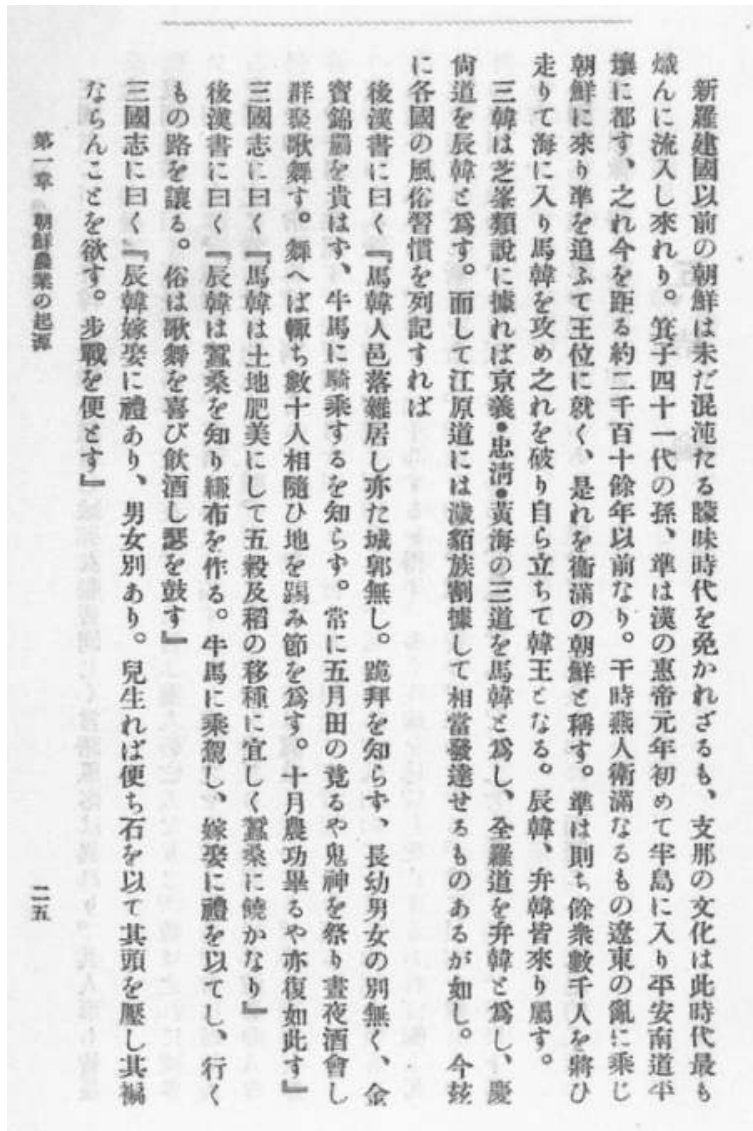 新羅建國以前の朝鮮は未だ混沌たる朦昧時代を免かれざるも、支那の文化は此時代最も
熾んに流入し來れり。箕子四十一代の孫、準は漢の惠帝元年初めて半島に入り平安南道平
壤に都す、之れ今を距る約二千百十餘年以前なり。干時燕人衛滿なるもの遼東の亂に乘じ
朝鮮に來り準を追ふて王位に就く、是れを衞滿の朝鮮と稱す。準は則ち餘衆數千人を將ひ
走りて海に入り馬韓を攻め之れを破り自ら立ちて韓王となる。辰韓、弁韓皆來り屬す。
三韓は芝峯類說に據れば京義●忠淸●黃海の三道を馬韓と爲し、全羅道を弁韓と爲し、慶
尙道を辰韓と爲す。而して江原道には濊貊族割據して相當發達せるものあるが如し。今玆
に各國の風俗習慣を列記すれば
後漢書に曰く『馬韓人邑落雜居し亦た城郭無し。跪拜を知らず、長幼男女の別無く、金
寳錦罽を貴はず、牛馬に騎乘するを知らず。常に五月田の竟るや鬼神を祭り晝夜酒會し
群聚歌舞す。舞へば輙ち數十人相隨ひ地を蹋み節を爲す。十月農功畢るや亦復如此す』
三國志に曰く『馬韓は土地肥美にして五穀及稻の移種に宜しく蠶桑に饒かなり』
後漢書に曰く『辰韓は蠶桑を知り縑布を作る。牛馬に乘駕し、嫁娶に禮を以てし、行く
もの路を讓る。俗は歌舞を喜び飮酒し瑟を鼓す』
三國志に曰く『辰韓嫁娶に禮あり、男女別あり。兒生れば便ち石を以て其頭を壓し其褊
ならんことを欲す。步戰を便とす』
第一章 朝鮮農業の起源
二五